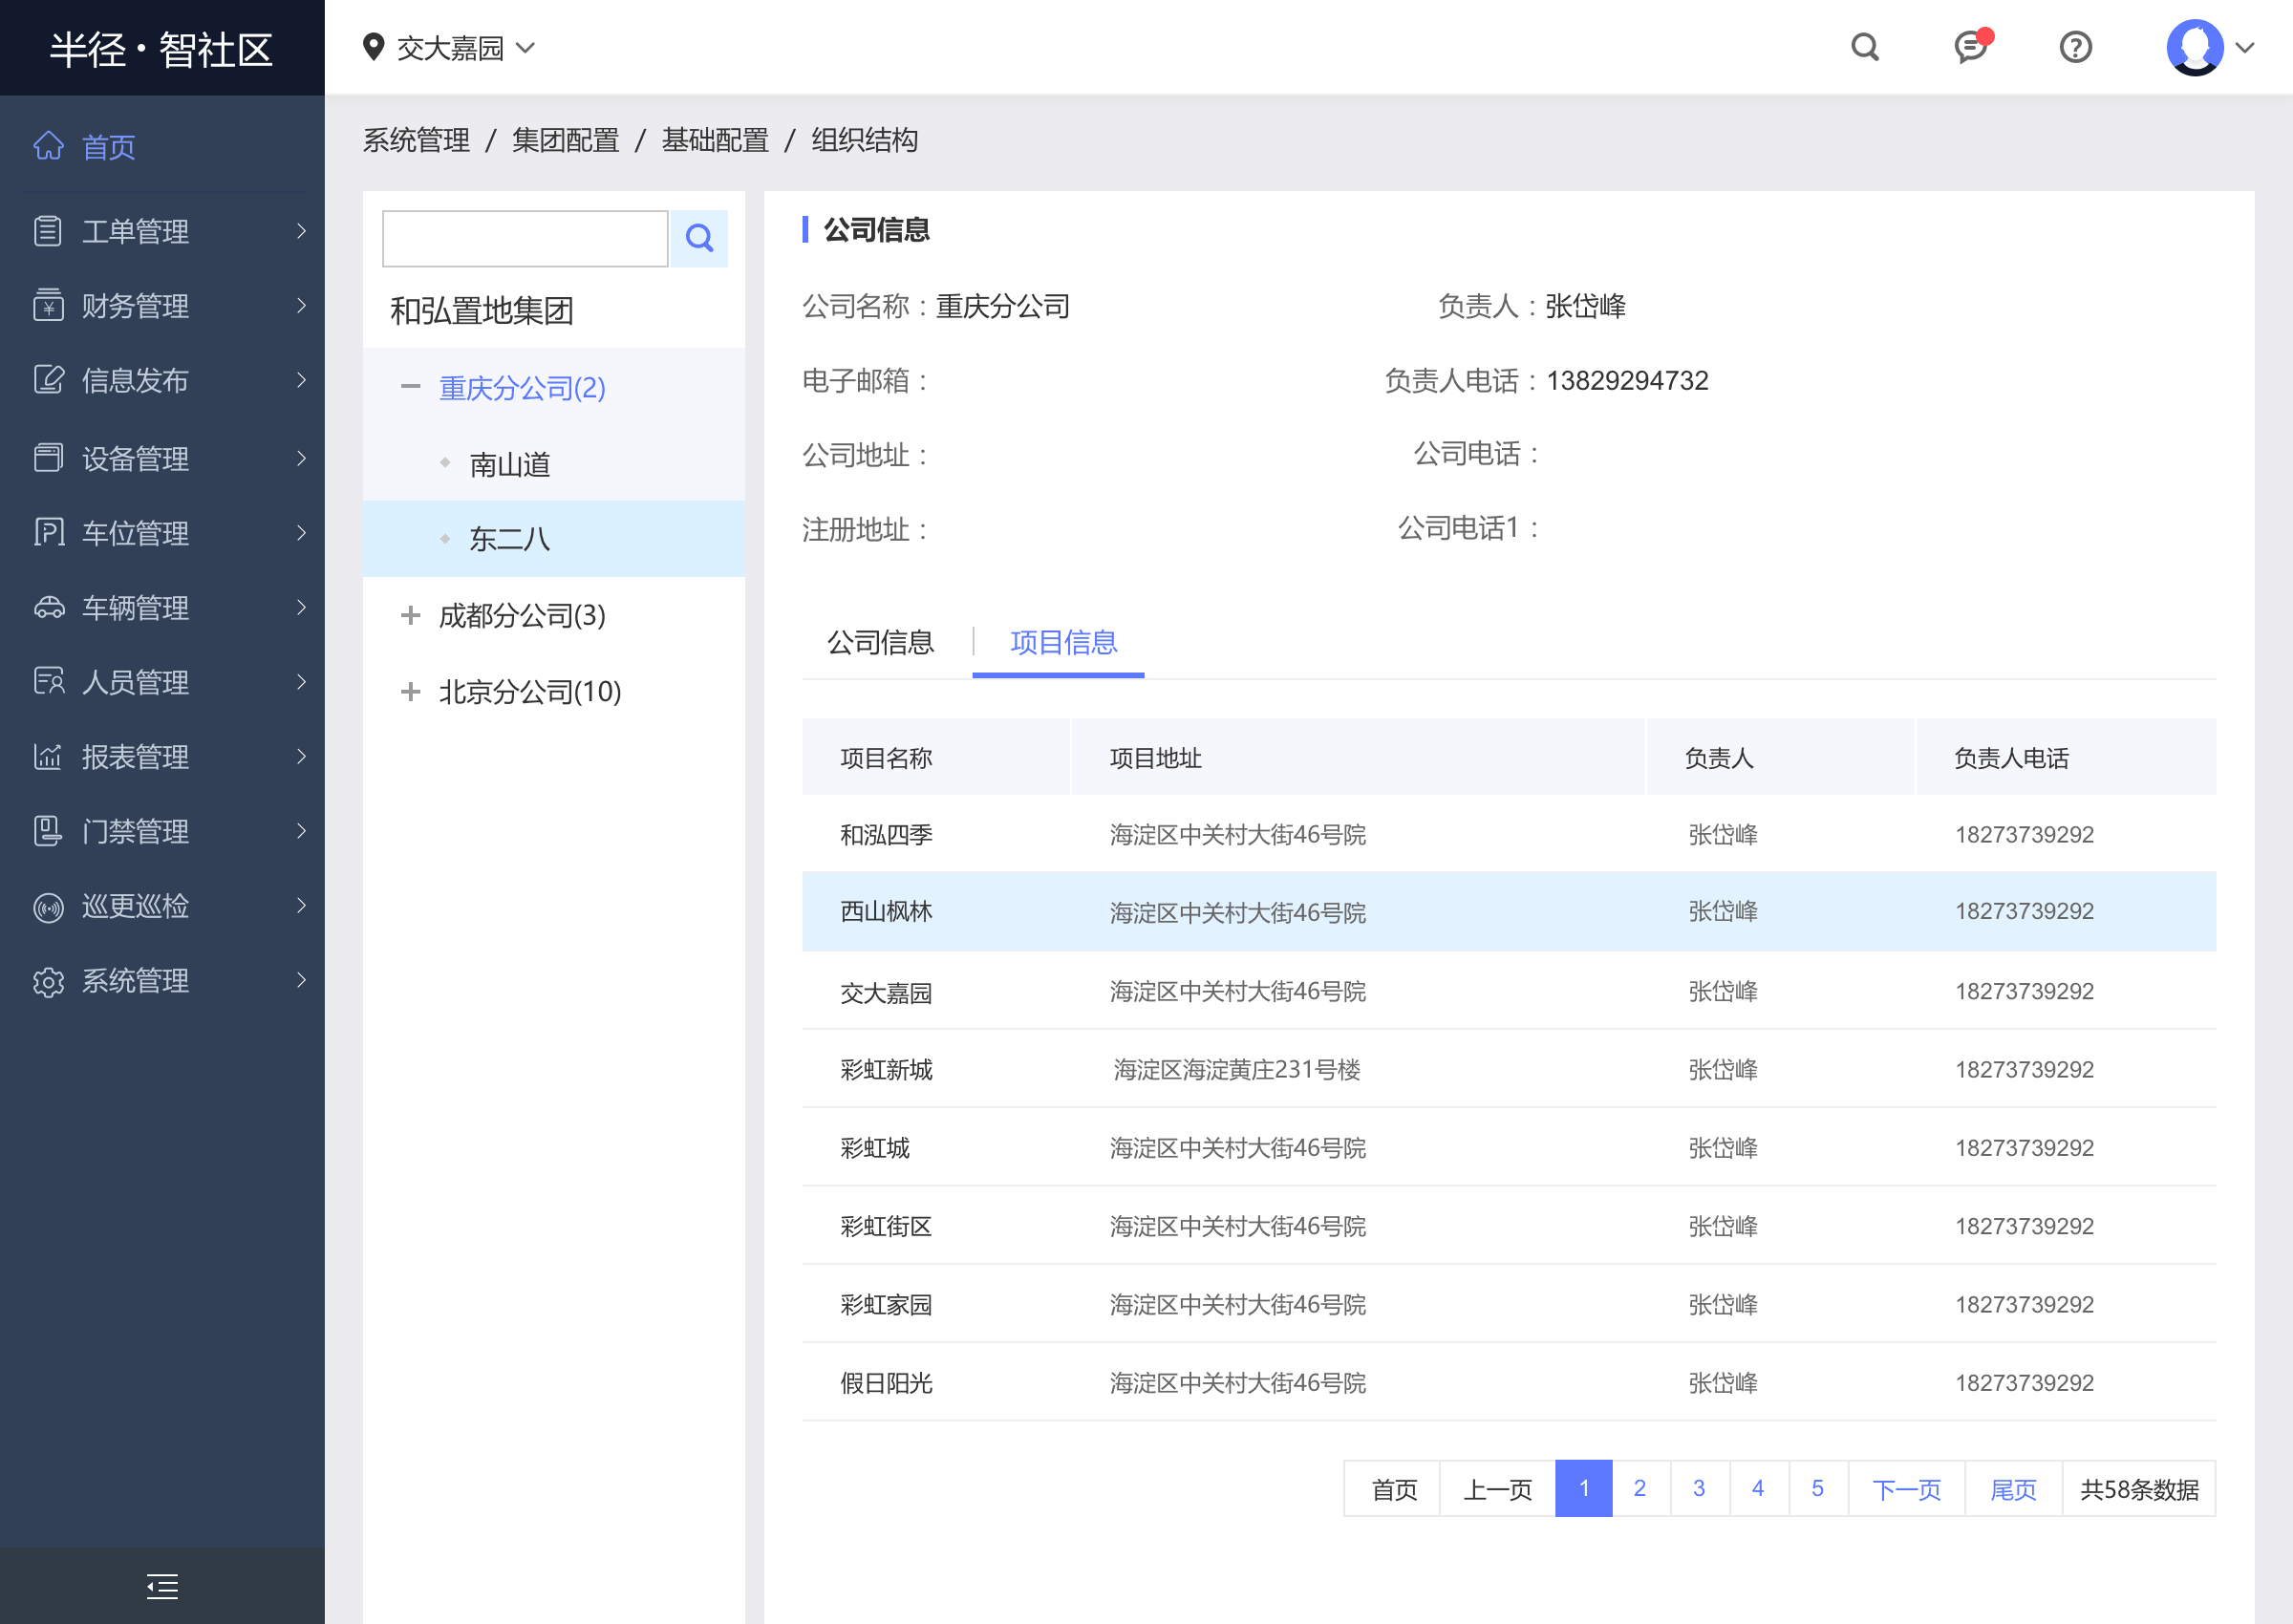 半径·智社区
交大嘉园
首页
工单管理
财务管理
信息发布
设备管理
车位管理
车辆管理
人员管理
报表管理
门禁管理
巡更巡检
系统管理
系统管理 / 集团配置 / 基础配置 / 组织结构
和弘置地集团
重庆分公司(2)
南山道
东二八
成都分公司(3)
北京分公司(10)
公司信息
公司名称：重庆分公司 负责人：张岱峰
电子邮箱： 负责人电话：13829294732
公司地址： 公司电话：
注册地址： 公司电话1：
公司信息 项目信息
项目名称 项目地址 负责人 负责人电话
和泓四季 海淀区中关村大街46号院 张岱峰 18273739292
西山枫林 海淀区中关村大街46号院 张岱峰 18273739292
交大嘉园 海淀区中关村大街46号院 张岱峰 18273739292
彩虹新城 海淀区海淀黄庄231号楼 张岱峰 18273739292
彩虹城 海淀区中关村大街46号院 张岱峰 18273739292
彩虹街区 海淀区中关村大街46号院 张岱峰 18273739292
彩虹家园 海淀区中关村大街46号院 张岱峰 18273739292
假日阳光 海淀区中关村大街46号院 张岱峰 18273739292
首页 上一页 1 2 3 4 5 下一页 尾页 共58条数据